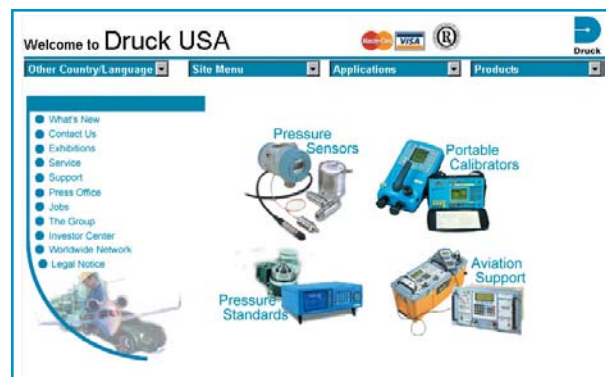 Welcome to Druck USA
MasterCard VISA ®
Druck
Other Country/Language Site Menu Applications Products
What's New
Contact Us
Exhibitions
Service
Support
Press Office
Jobs
The Group
Investor Center
Worldwide Network
Legal Notice
Pressure
Sensors
Portable
Calibrators
Pressure
Standards
Aviation
Support